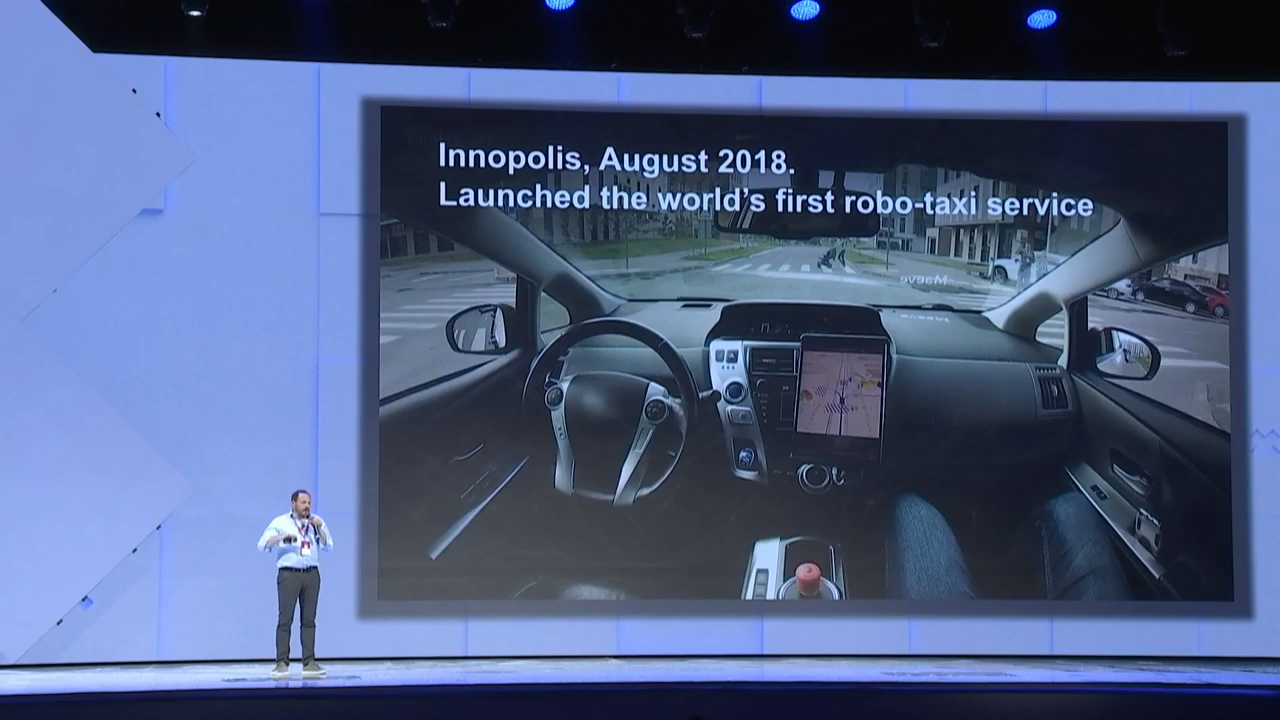 Innopolis, August 2018.
Launched the world's first robo-taxi service